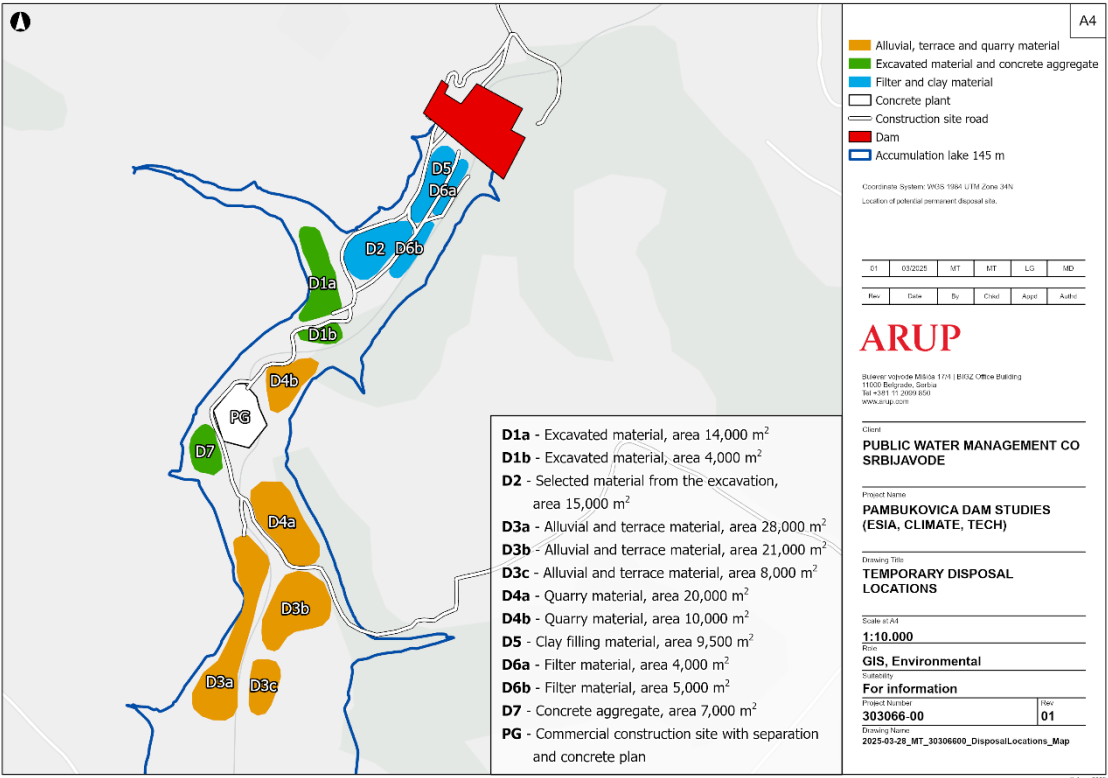 A4
Alluvial, terrace and quarry material
Excavated material and concrete aggregate
Filter and clay material
Concrete plant
Construction site road
Dam
Accumulation lake 145 m
Coordinate System: WGS 1984 UTM Zone 34N
Location of potential permanent disposal site.
01 03/2025 MT MT LG MD
Rev Date By Chkd Appd Authd
ARUP
Bulevar vojvode Mišića 17/4 | BIGZ Office Building
11000 Belgrade, Serbia
Tel +381 11 2099 850
www.arup.com
Client
PUBLIC WATER MANAGEMENT CO
SRBIJAVODE
Project Name
PAMBUKOVICA DAM STUDIES
(ESIA, CLIMATE, TECH)
Drawing Title
TEMPORARY DISPOSAL
LOCATIONS
Scale at A4
1:10.000
Role
GIS, Environmental
Suitability
For information
Project Number Rev
303066-00 01
Drawing Name
2025-03-28_MT_30306600_DisposalLocations_Map
D5
D6a
D2
D6b
D1a
D1b
D4b
PG
D7
D4a
D3b
D3a
D3c
D1a - Excavated material, area 14,000 m²
D1b - Excavated material, area 4,000 m²
D2 - Selected material from the excavation,
area 15,000 m²
D3a - Alluvial and terrace material, area 28,000 m²
D3b - Alluvial and terrace material, area 21,000 m²
D3c - Alluvial and terrace material, area 8,000 m²
D4a - Quarry material, area 20,000 m²
D4b - Quarry material, area 10,000 m²
D5 - Clay filling material, area 9,500 m²
D6a - Filter material, area 4,000 m²
D6b - Filter material, area 5,000 m²
D7 - Concrete aggregate, area 7,000 m²
PG - Commercial construction site with separation
and concrete plan